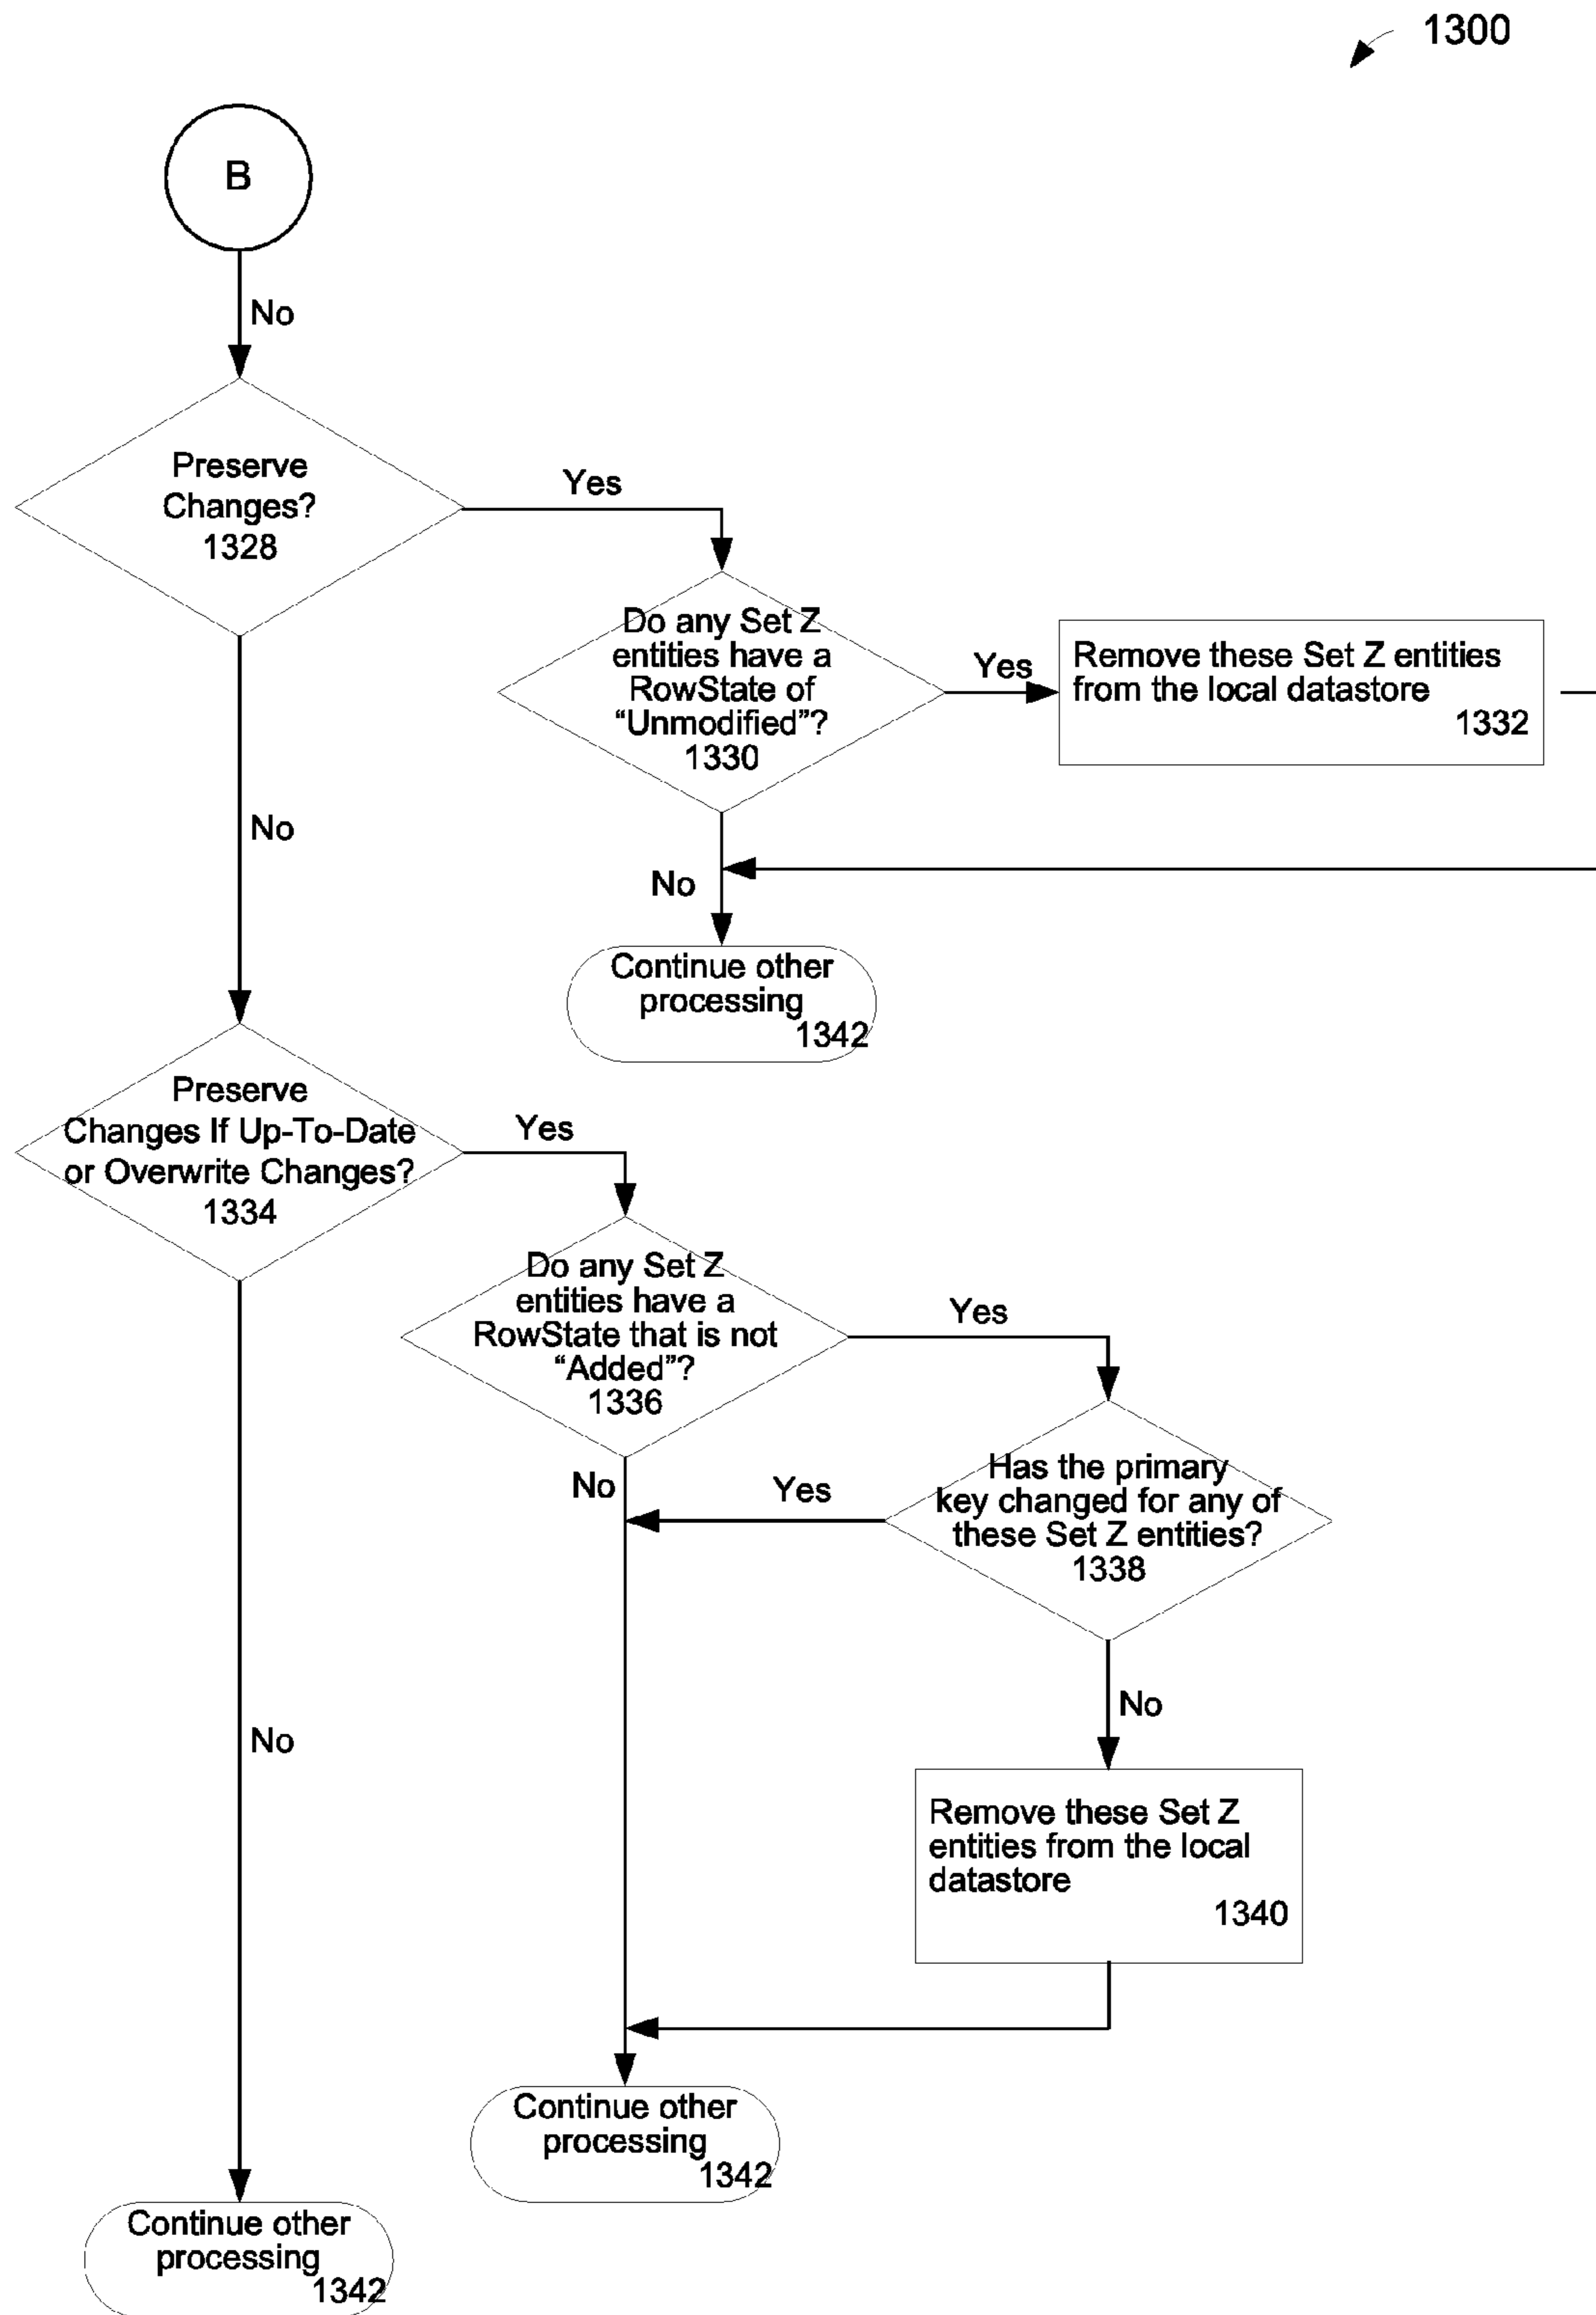 1300
B
No
Preserve
Changes?
1328
Yes
Do any Set Z
entities have a
RowState of
“Unmodified”?
1330
Yes
Remove these Set Z entities
from the local datastore
1332
No
No
Continue other
processing
1342
Preserve
Changes If Up-To-Date
or Overwrite Changes?
1334
Yes
Do any Set Z
entities have a
RowState that is not
“Added”?
1336
Yes
No
Yes
Has the primary
key changed for any of
these Set Z entities?
1338
No
No
Remove these Set Z
entities from the local
datastore
1340
Continue other
processing
1342
Continue other
processing
1342